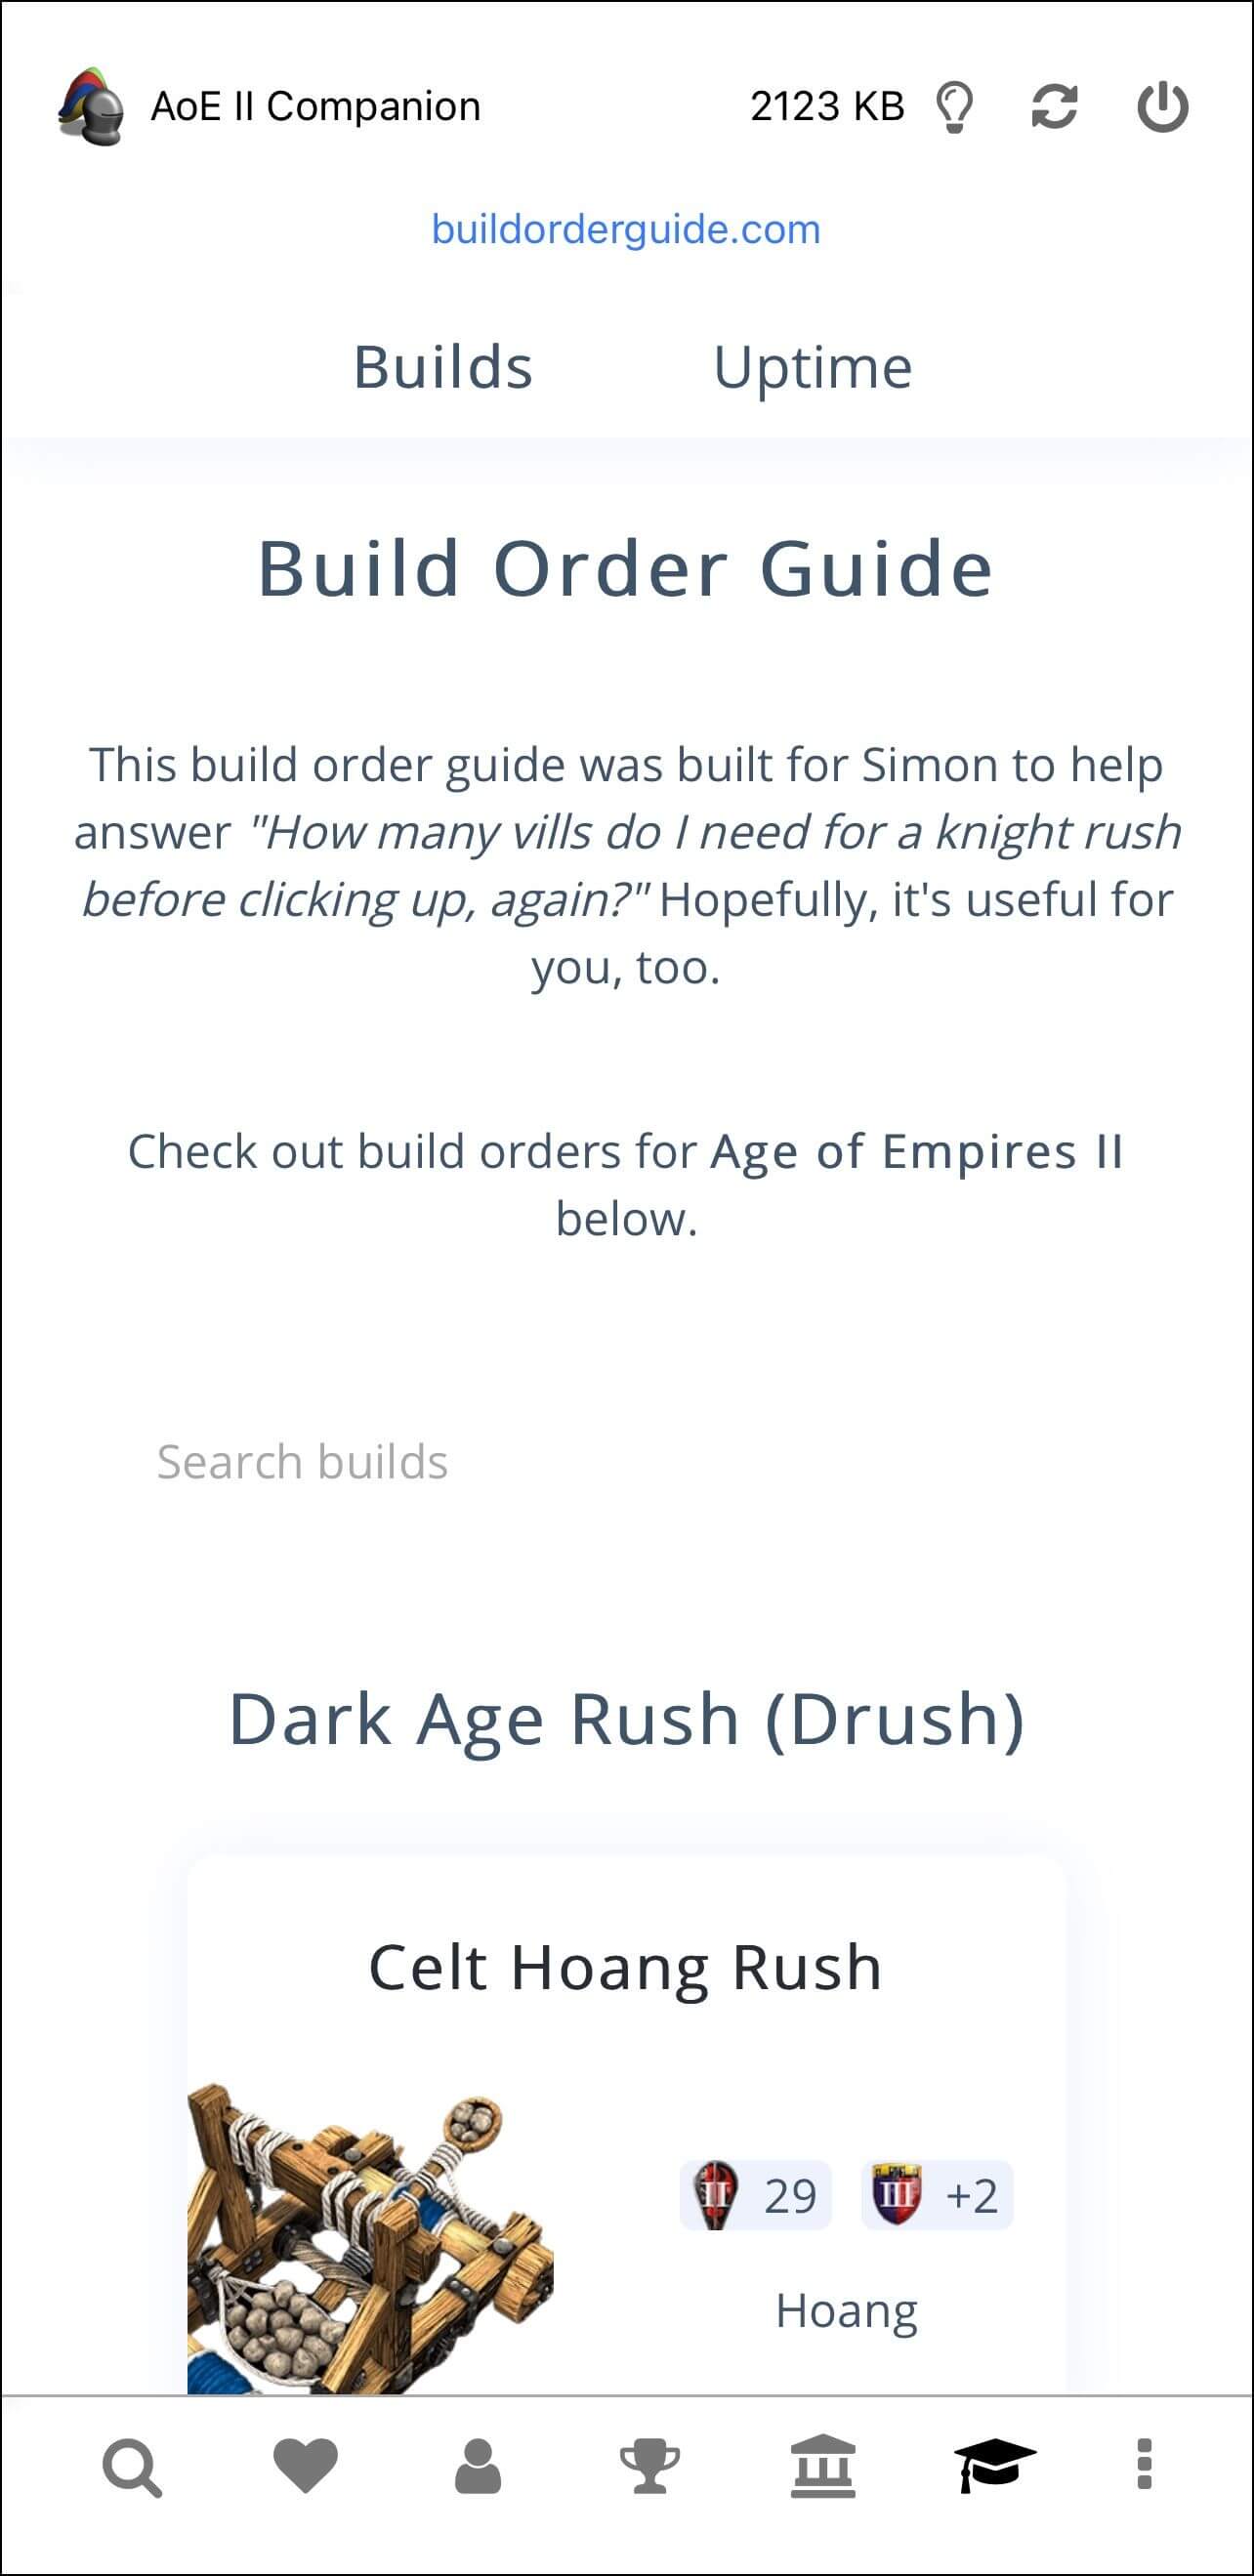 AoE II Companion 2123 KB
buildorderguide.com
Builds Uptime
Build Order Guide
This build order guide was built for Simon to help
answer "How many vills do I need for a knight rush
before clicking up, again?" Hopefully, it's useful for
you, too.
Check out build orders for Age of Empires II
below.
Search builds
Dark Age Rush (Drush)
Celt Hoang Rush
II 29 III +2
Hoang